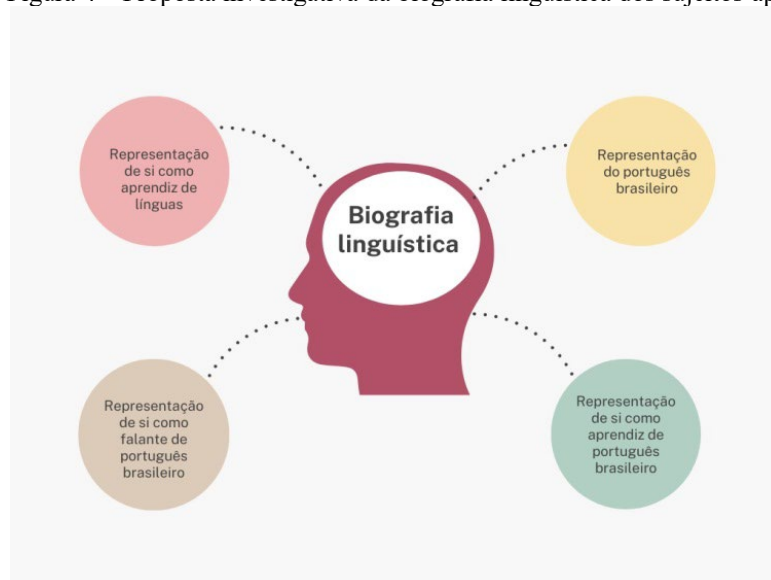 Representação
de si como
aprendiz de
línguas
Representação
do português
brasileiro
Biografia
linguística
Representação
de si como
falante de
português
brasileiro
Representação
de si como
aprendiz de
português
brasileiro